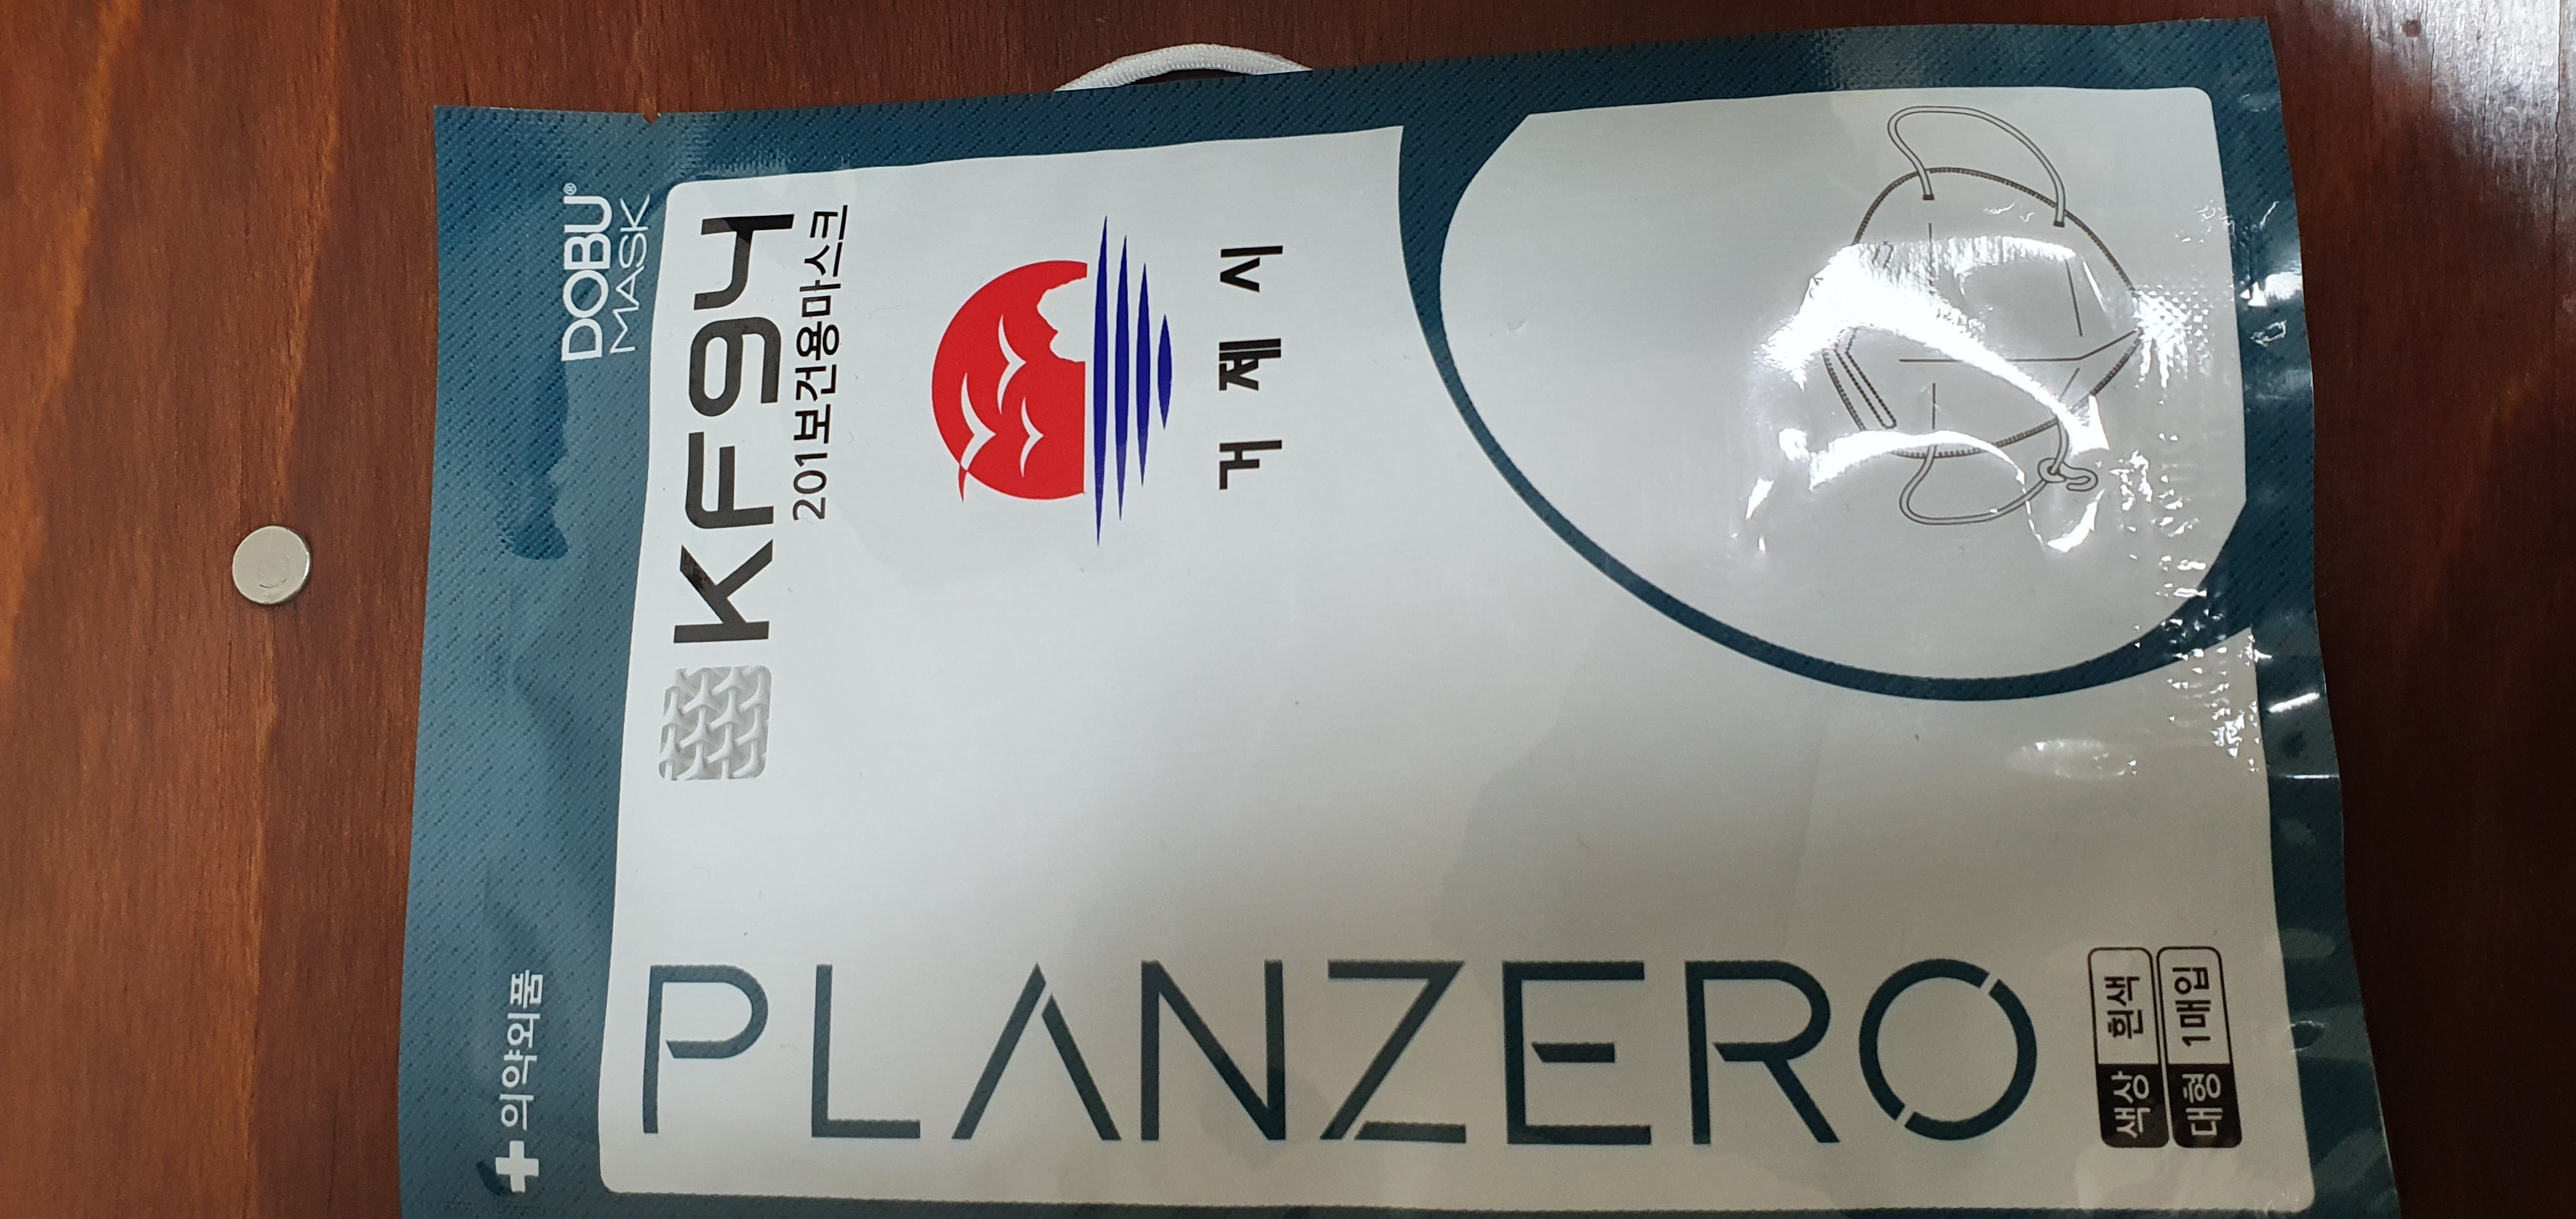 의약외품
DOBU®
MASK
KF94
201보건용마스크
거제시
PLANZERO
색상 흰색
대형 1매입